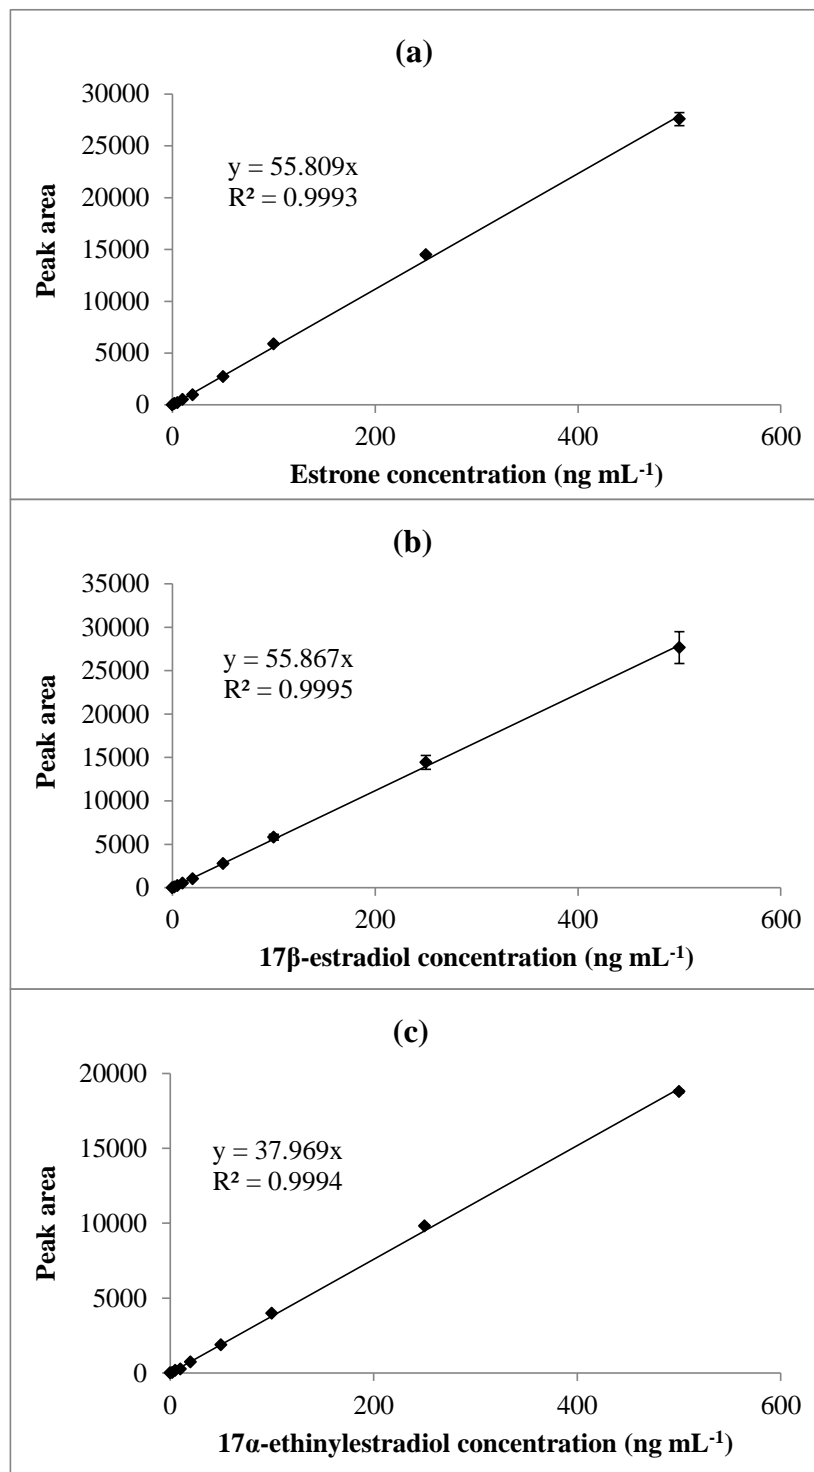 (a)
30000
25000
20000
15000
10000
5000
0
y = 55.809x
R² = 0.9993
Peak area
0 200 400 600
Estrone concentration (ng mL⁻¹)
(b)
35000
30000
25000
20000
15000
10000
5000
0
y = 55.867x
R² = 0.9995
Peak area
0 200 400 600
17β-estradiol concentration (ng mL⁻¹)
(c)
20000
15000
10000
5000
0
y = 37.969x
R² = 0.9994
Peak area
0 200 400 600
17α-ethinylestradiol concentration (ng mL⁻¹)